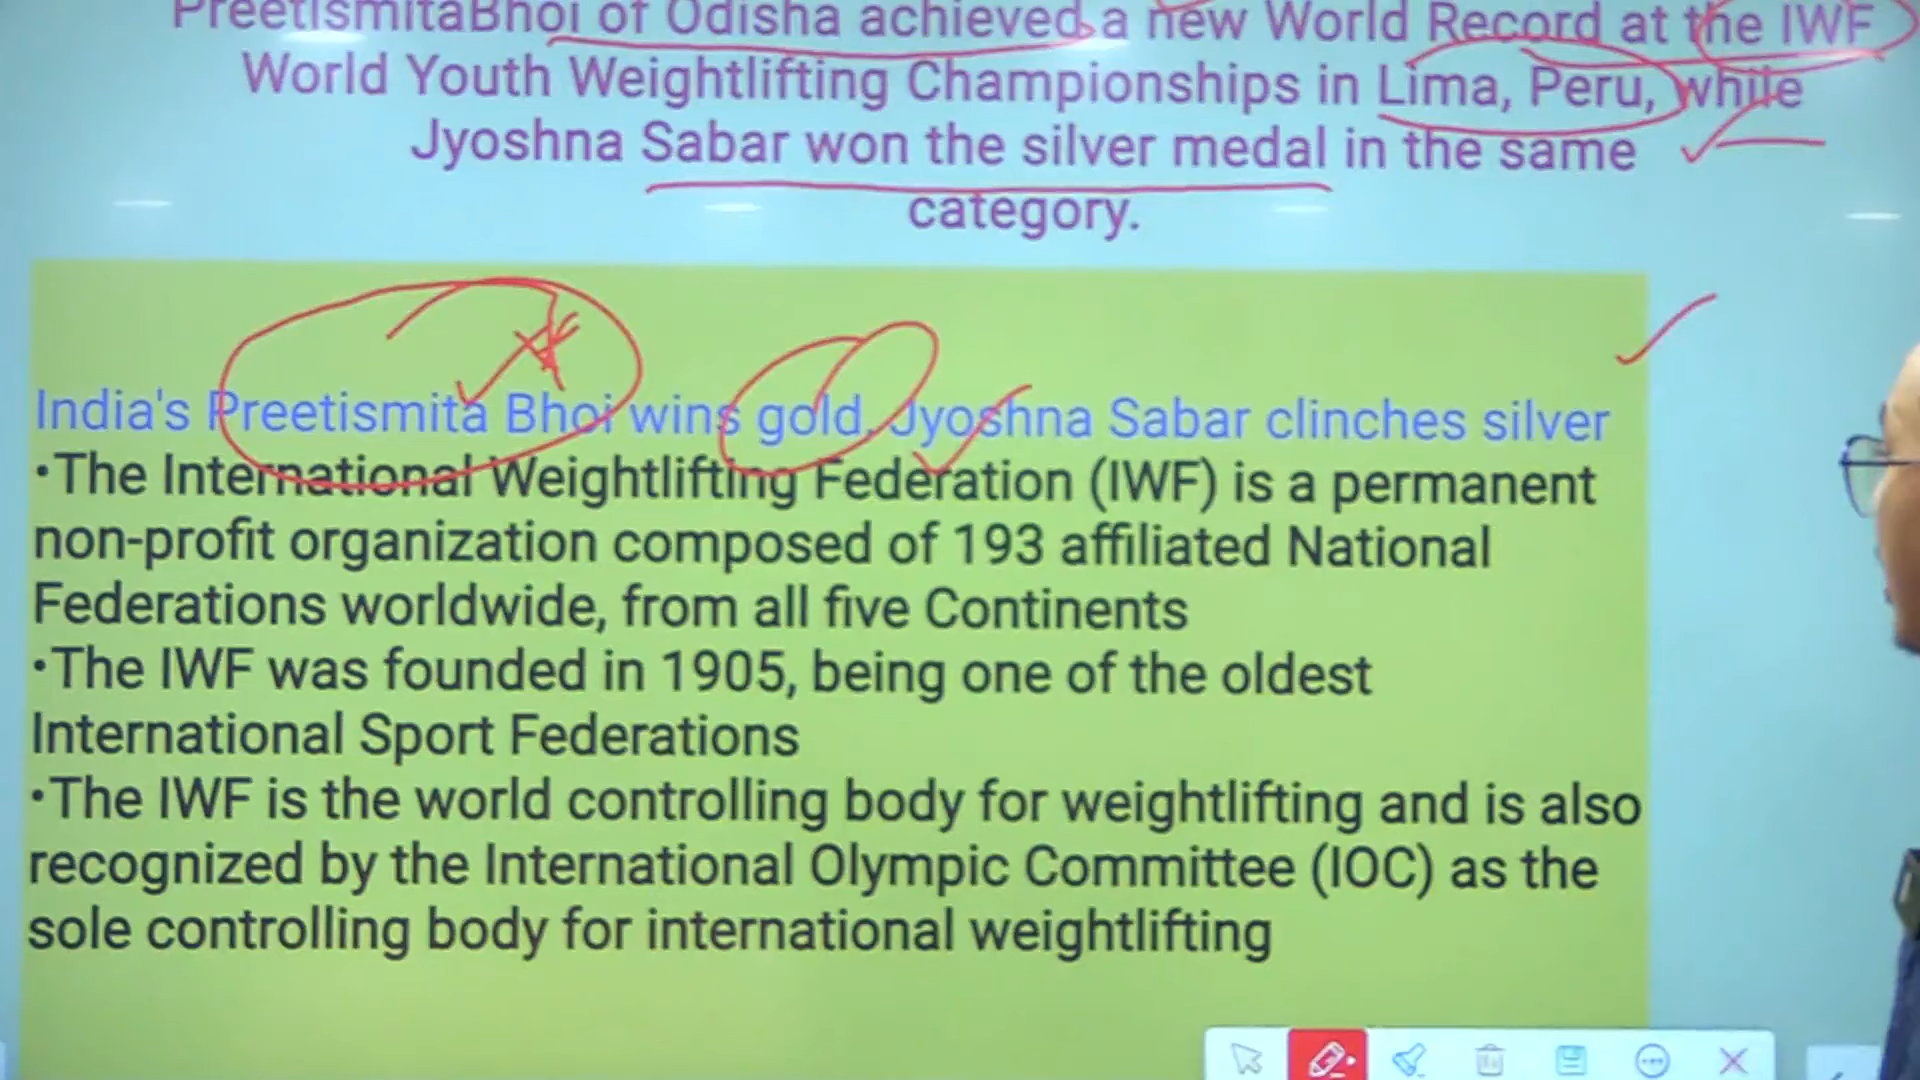 PreetismitaBhoi of Odisha achieved a new World Record at the IWF
World Youth Weightlifting Championships in Lima, Peru, while
Jyoshna Sabar won the silver medal in the same
category.
India's Preetismita Bhoi wins gold, Jyoshna Sabar clinches silver
•The International Weightlifting Federation (IWF) is a permanent
non-profit organization composed of 193 affiliated National
Federations worldwide, from all five Continents
•The IWF was founded in 1905, being one of the oldest
International Sport Federations
•The IWF is the world controlling body for weightlifting and is also
recognized by the International Olympic Committee (IOC) as the
sole controlling body for international weightlifting